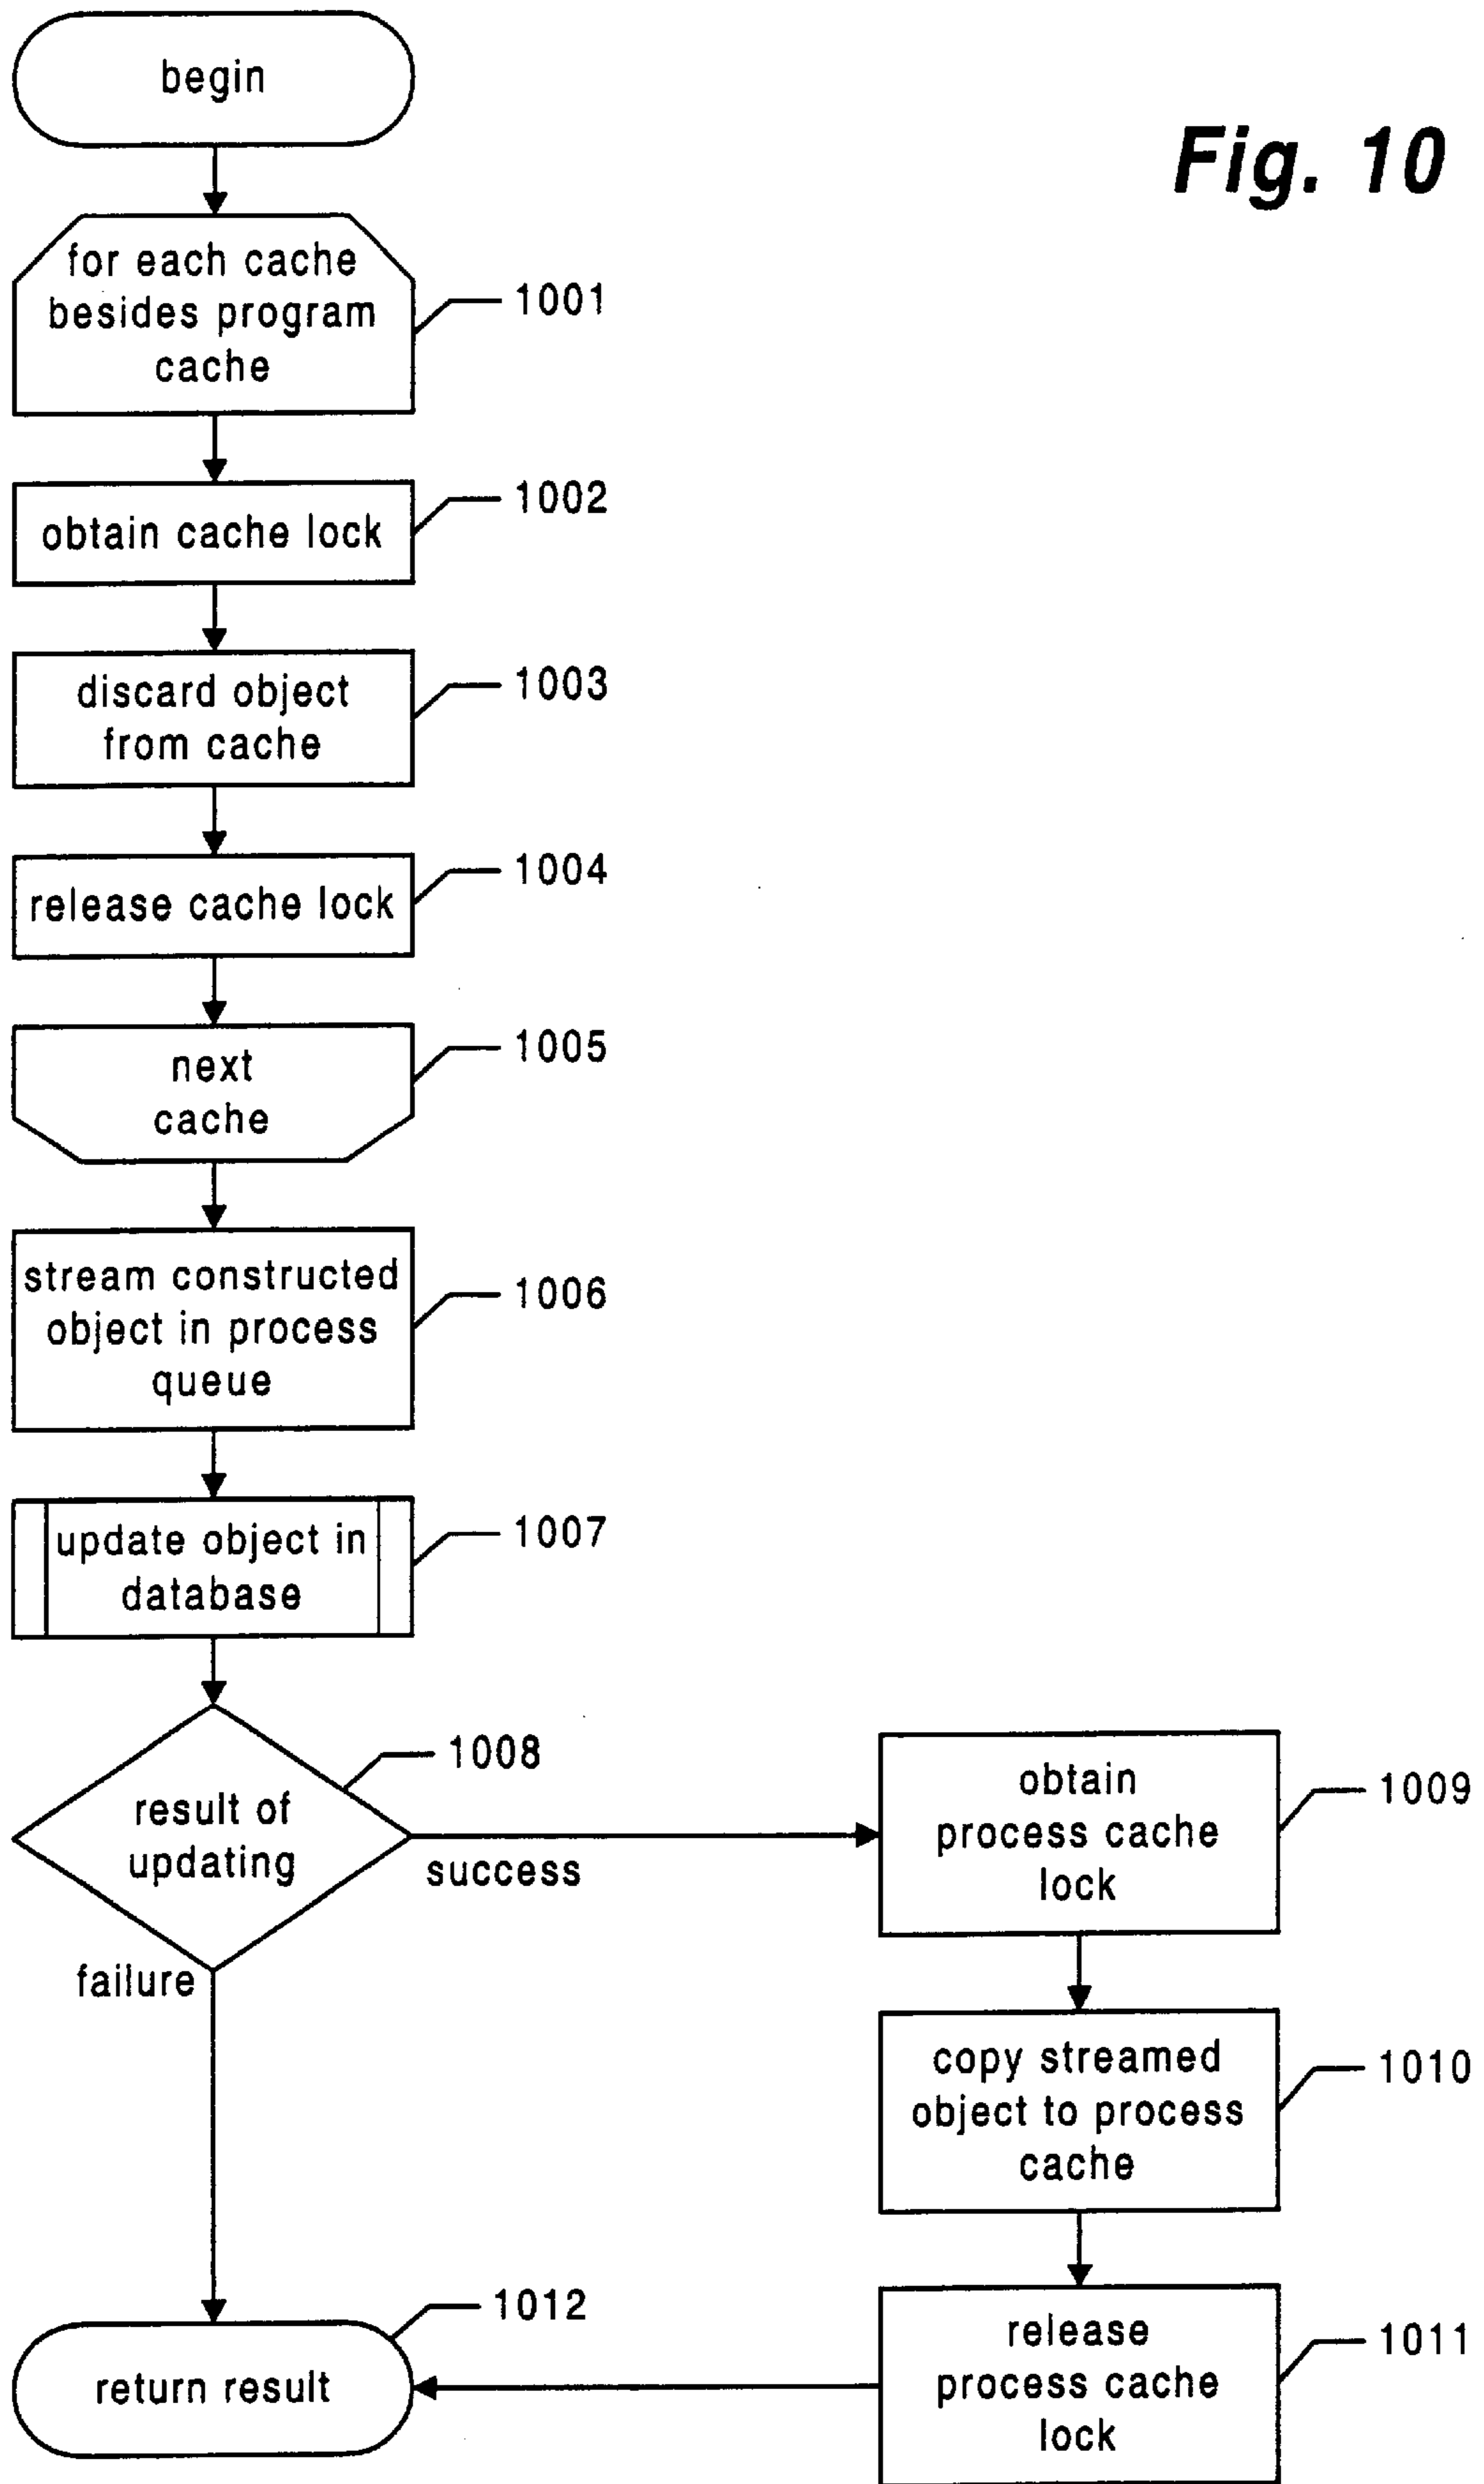 begin
Fig. 10
for each cache
besides program
cache
1001
obtain cache lock
1002
discard object
from cache
1003
release cache lock
1004
next
cache
1005
stream constructed
object in process
queue
1006
update object in
database
1007
result of
updating
1008
success
failure
obtain
process cache
lock
1009
copy streamed
object to process
cache
1010
release
process cache
lock
1011
return result
1012